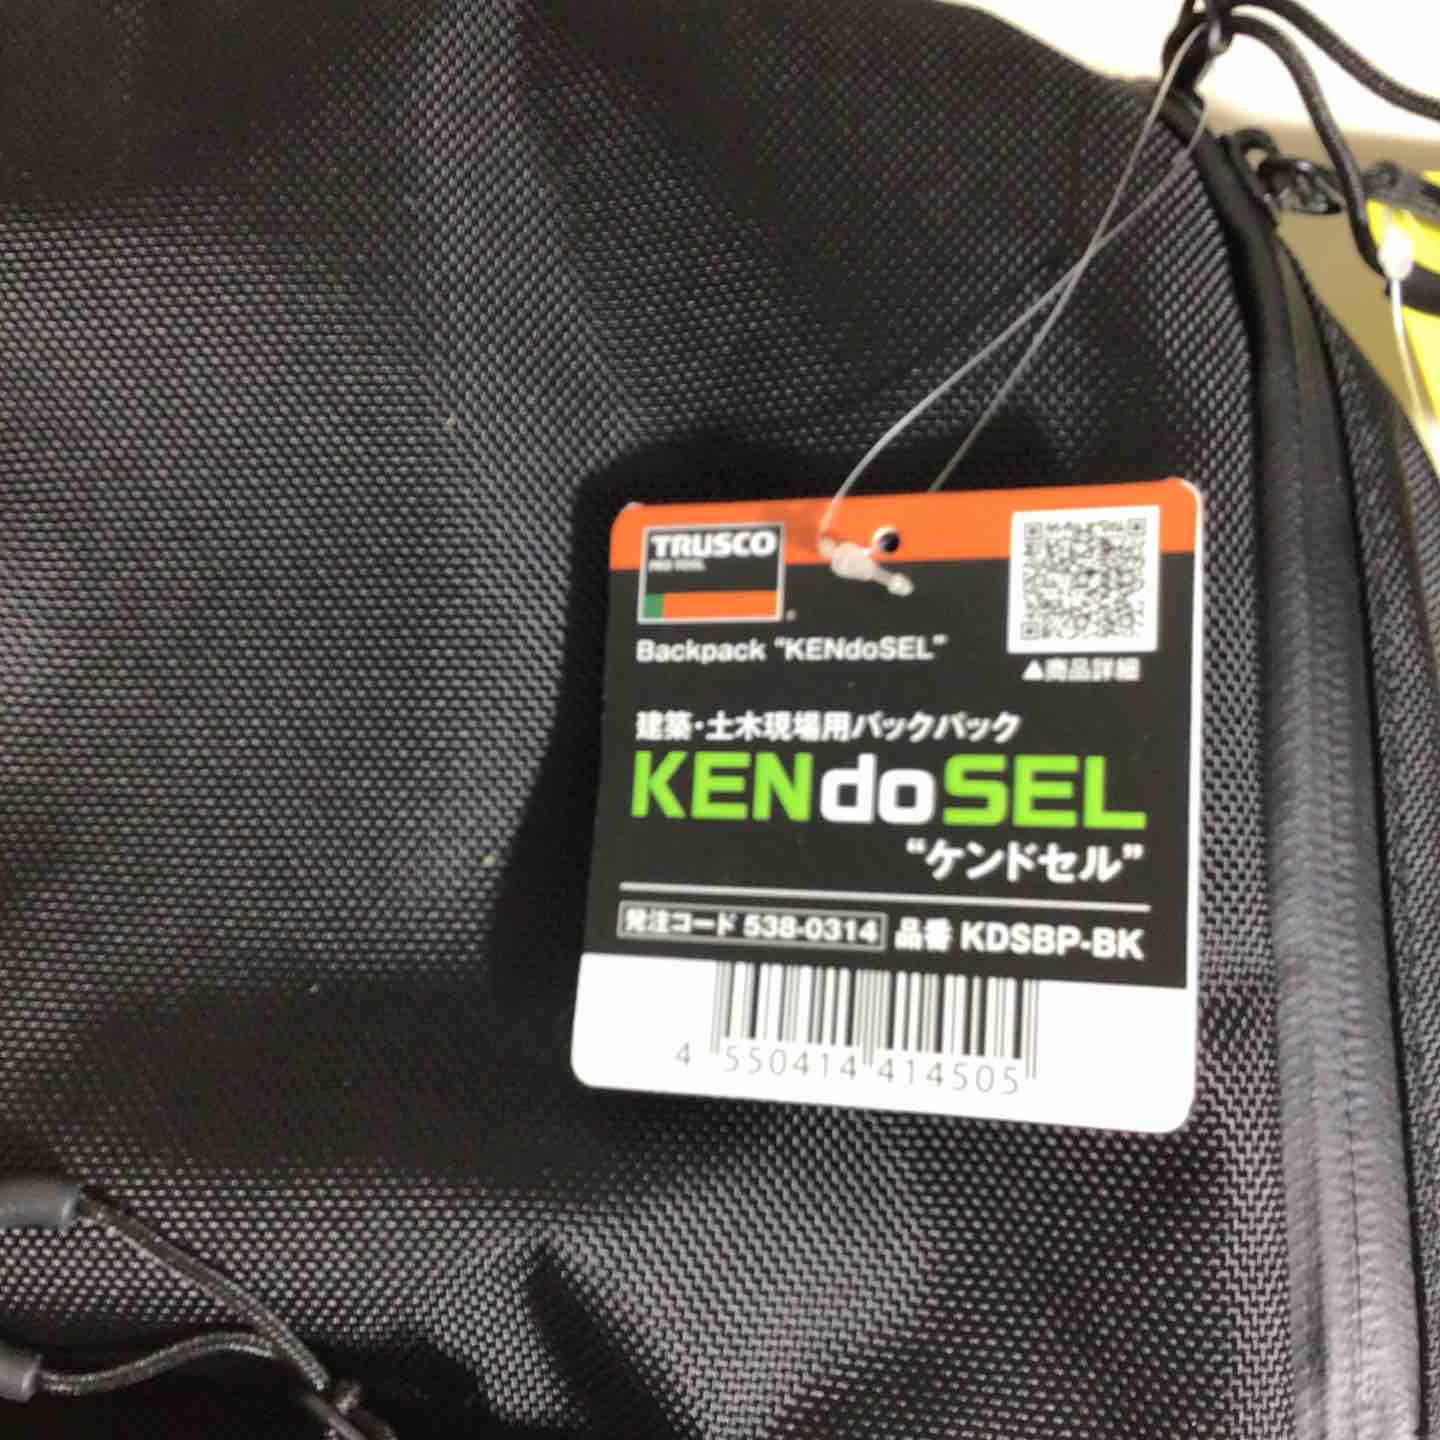 TRUSCO
PRO TOOL
Backpack "KENdoSEL"
▲商品詳細
建築・土木現場用バックパック
KENdoSEL
"ケンドセル"
発注コード 538-0314 品番 KDSBP-BK
4 550414 414505